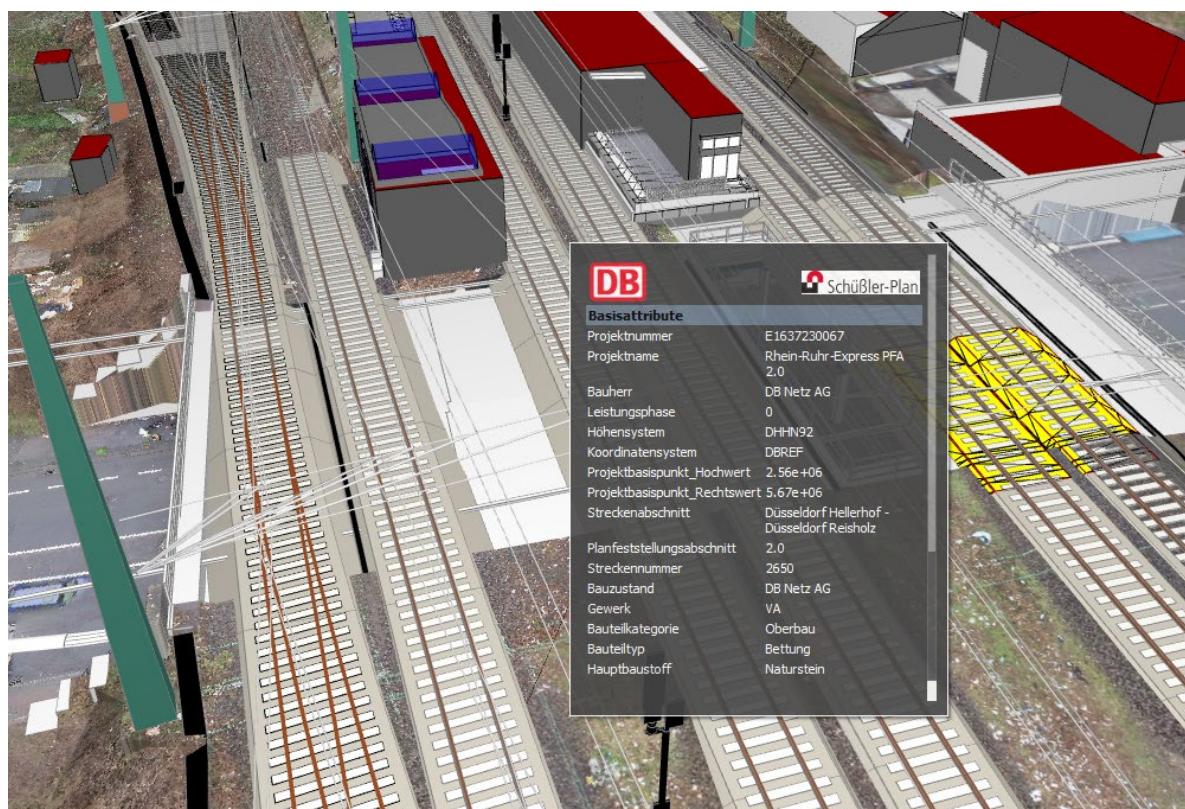 DB
Schüßler-Plan
Basisattribute
Projektnummer E1637230067
Projektname Rhein-Ruhr-Express PFA
2.0
Bauherr DB Netz AG
Leistungsphase 0
Höhensystem DHHN92
Koordinatensystem DBREF
Projektbasispunkt_Hochwert 2.56e+06
Projektbasispunkt_Rechtswert 5.67e+06
Streckenabschnitt Düsseldorf Hellerhof -
Düsseldorf Reisholz
Planfeststellungsabschnitt 2.0
Streckennummer 2650
Bauzustand DB Netz AG
Gewerk VA
Bauteilkategorie Oberbau
Bauteiltyp Bettung
Hauptbaustoff Naturstein